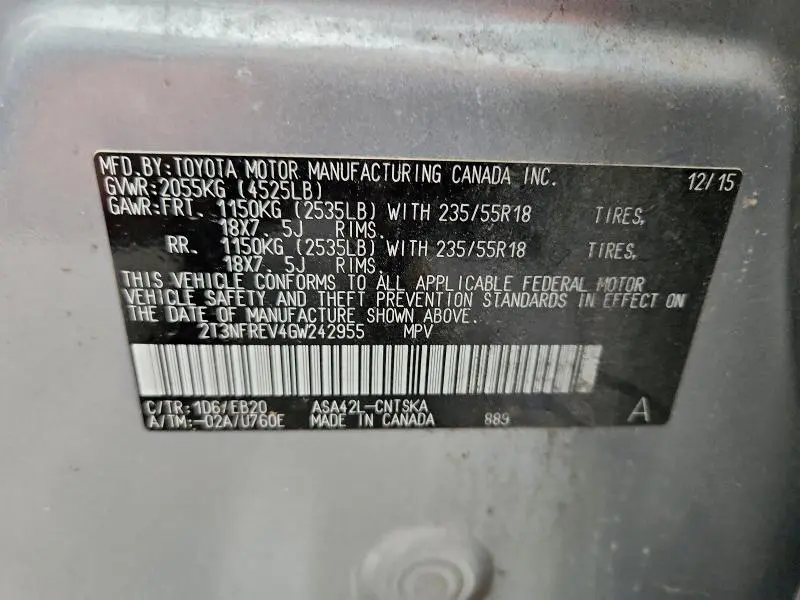 MFD.BY:TOYOTA MOTOR MANUFACTURING CANADA INC. 12/15
GVWR:2055KG (4525LB)
GAWR:FRT. 1150KG (2535LB) WITH 235/55R18 TIRES,
18X7. 5J RIMS.
RR. 1150KG (2535LB) WITH 235/55R18 TIRES,
18X7. 5J RIMS.
THIS VEHICLE CONFORMS TO ALL APPLICABLE FEDERAL MOTOR
VEHICLE SAFETY AND THEFT PREVENTION STANDARDS IN EFFECT ON
THE DATE OF MANUFACTURE SHOWN ABOVE.
2T3NFREV4GW242955 MPV
C/TR:1D6/EB20 ASA42L-CNTSKA
A/TM:-02A/U760E MADE IN CANADA 889 A